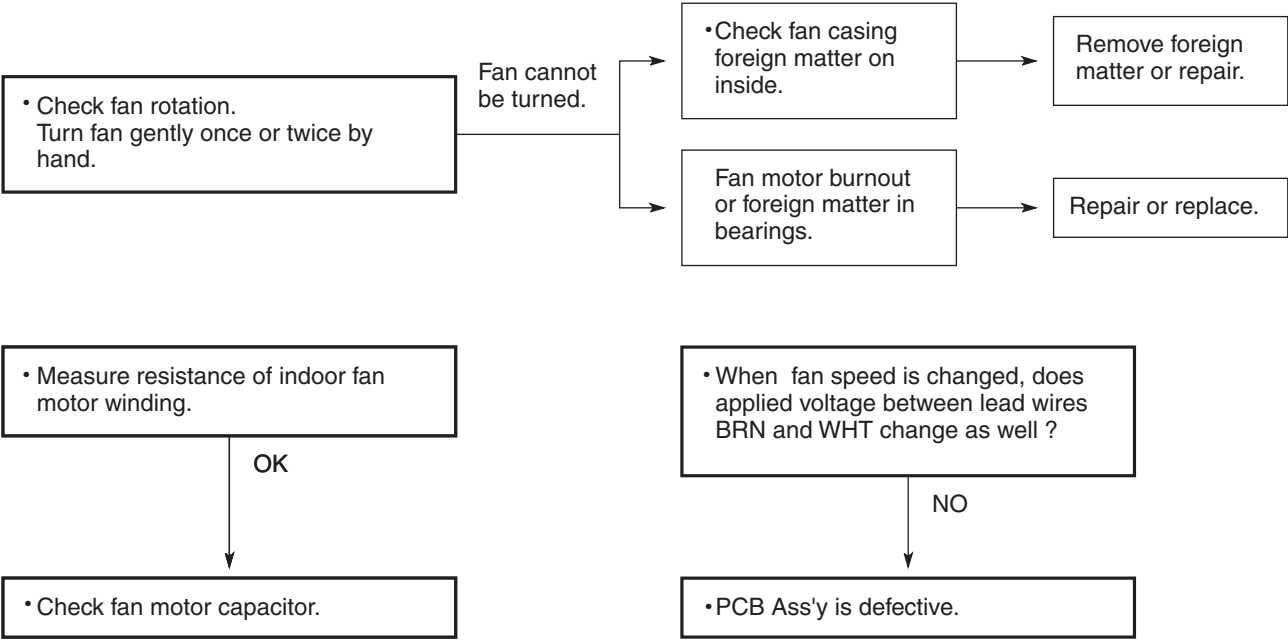 • Check fan rotation.
Turn fan gently once or twice by
hand.
Fan cannot
be turned.
•Check fan casing
foreign matter on
inside.
Remove foreign
matter or repair.
Fan motor burnout
or foreign matter in
bearings.
Repair or replace.
• Measure resistance of indoor fan
motor winding.
OK
• Check fan motor capacitor.
• When fan speed is changed, does
applied voltage between lead wires
BRN and WHT change as well ?
NO
•PCB Ass'y is defective.